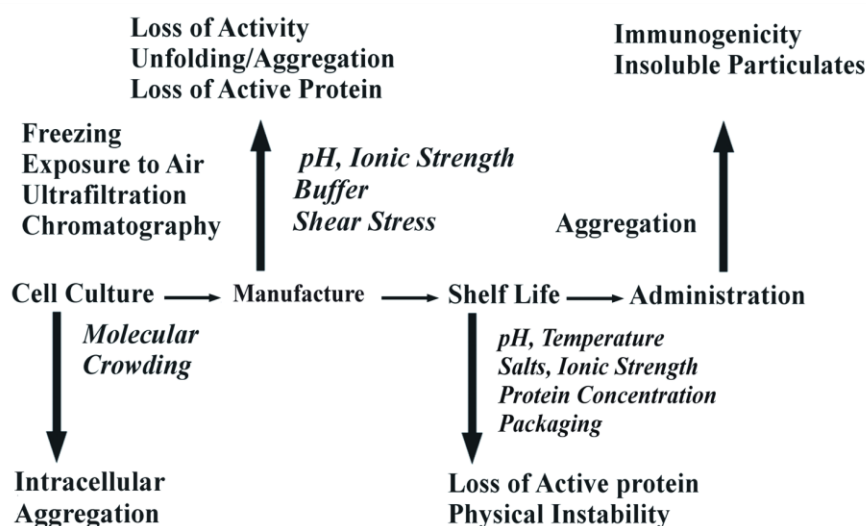 Loss of Activity
Unfolding/Aggregation
Loss of Active Protein
Immunogenicity
Insoluble Particulates
Freezing
Exposure to Air
Ultrafiltration
Chromatography
pH, Ionic Strength
Buffer
Shear Stress
Aggregation
Cell Culture
Manufacture
Shelf Life
Administration
Molecular
Crowding
pH, Temperature
Salts, Ionic Strength
Protein Concentration
Packaging
Intracellular
Aggregation
Loss of Active protein
Physical Instability